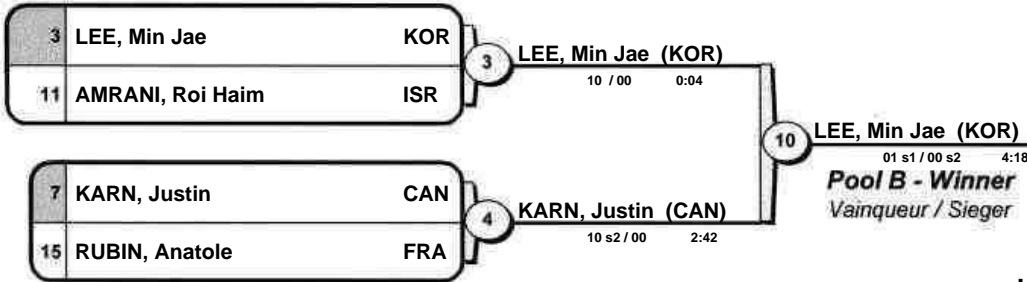 3 LEE, Min Jae KOR
11 AMRANI, Roi Haim ISR
3
LEE, Min Jae (KOR)
10 / 00 0:04
7 KARN, Justin CAN
15 RUBIN, Anatole FRA
4
KARN, Justin (CAN)
10 s2 / 00 2:42
10
LEE, Min Jae (KOR)
01 s1 / 00 s2 4:18
Pool B - Winner
Vainqueur / Sieger